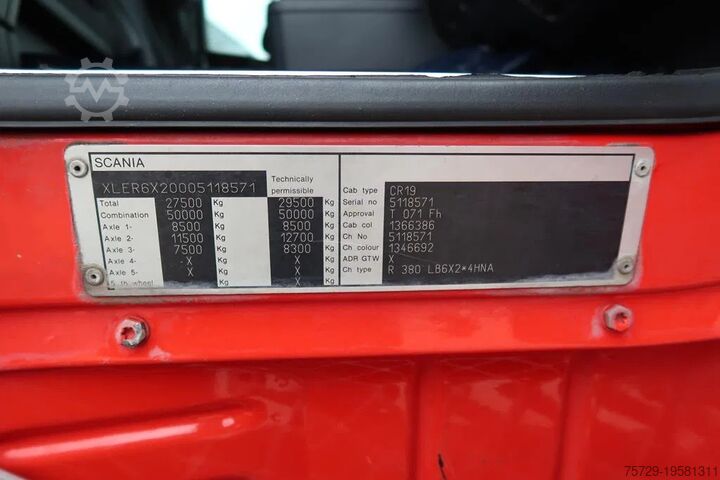 SCANIA
XLER6X20005118571 Technically permissible
Total 27500 Kg 29500 Kg
Combination 50000 Kg 50000 Kg
Axle 1- 8500 Kg 8500 Kg
Axle 2- 11500 Kg 12700 Kg
Axle 3- 7500 Kg 8300 Kg
Axle 4- X Kg X Kg
Axle 5- X Kg X Kg
5 th wheel X Kg X Kg
Cab type CR19
Serial no 5118571
Approval T 071 Fh
Cab col 1366386
Ch No 5118571
Ch colour 1346692
ADR GTW X
Ch type R 380 LB6X2*4HNA
75729-19581311